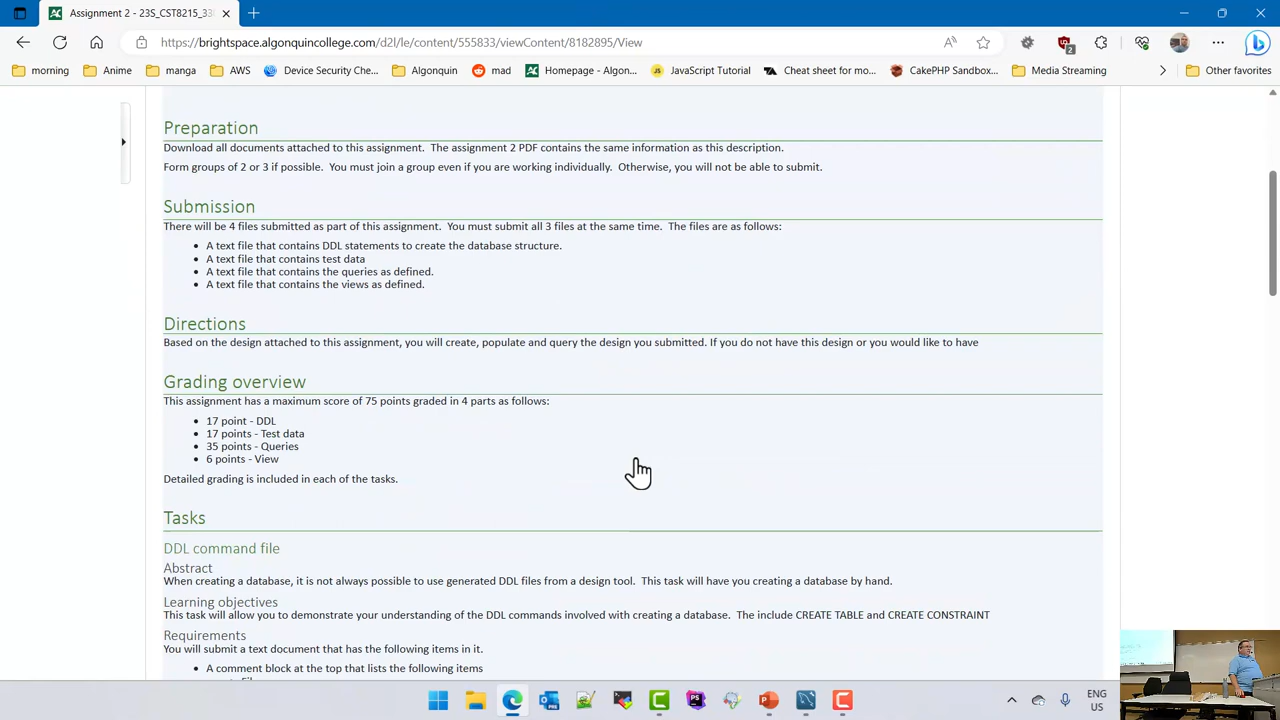 Assignment 2 - 23S_CST8215_33
https://brightspace.algonquincollege.com/d2l/le/content/555833/viewContent/8182895/View
morning
Anime
manga
AWS
Device Security Che...
Algonquin
mad
Homepage - Algon...
JavaScript Tutorial
Cheat sheet for mo...
CakePHP Sandbox...
Media Streaming
Other favorites
Preparation
Download all documents attached to this assignment. The assignment 2 PDF contains the same information as this description.
Form groups of 2 or 3 if possible. You must join a group even if you are working individually. Otherwise, you will not be able to submit.
Submission
There will be 4 files submitted as part of this assignment. You must submit all 3 files at the same time. The files are as follows:
A text file that contains DDL statements to create the database structure.
A text file that contains test data
A text file that contains the queries as defined.
A text file that contains the views as defined.
Directions
Based on the design attached to this assignment, you will create, populate and query the design you submitted. If you do not have this design or you would like to have
Grading overview
This assignment has a maximum score of 75 points graded in 4 parts as follows:
17 point - DDL
17 points - Test data
35 points - Queries
6 points - View
Detailed grading is included in each of the tasks.
Tasks
DDL command file
Abstract
When creating a database, it is not always possible to use generated DDL files from a design tool. This task will have you creating a database by hand.
Learning objectives
This task will allow you to demonstrate your understanding of the DDL commands involved with creating a database. The include CREATE TABLE and CREATE CONSTRAINT
Requirements
You will submit a text document that has the following items in it.
A comment block at the top that lists the following items
ENG
US